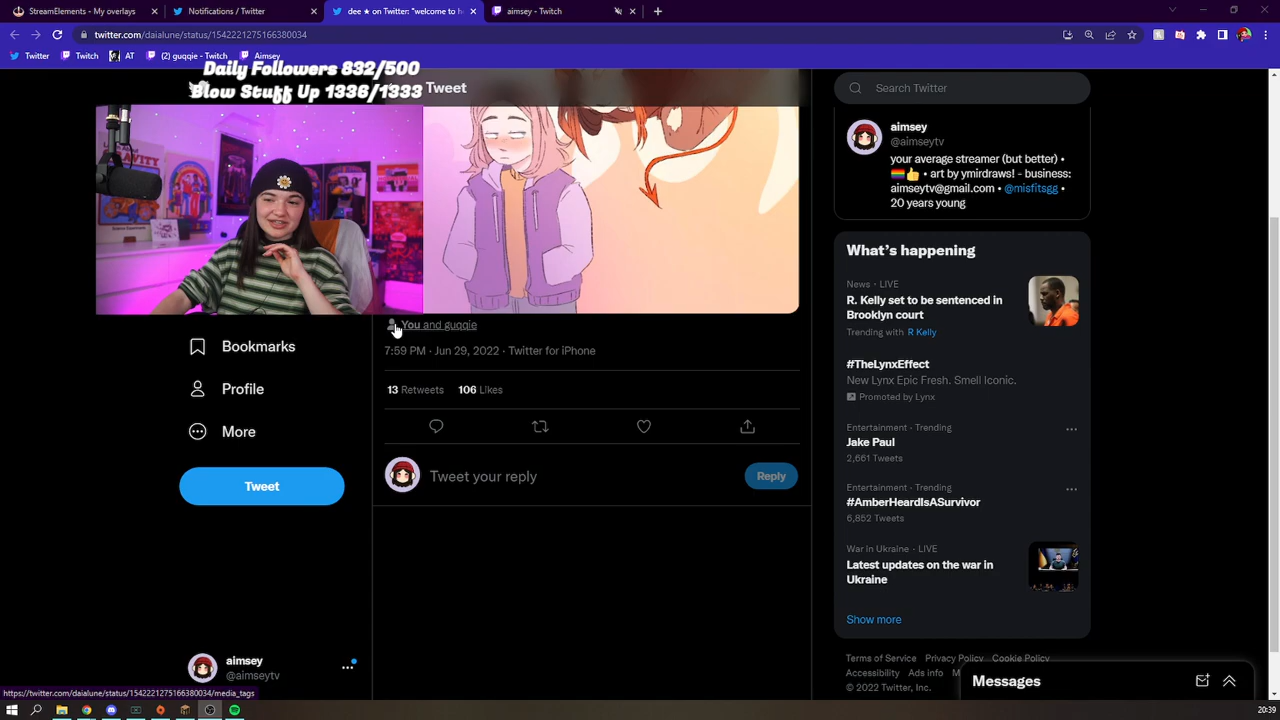 StreamElements - My overlays
Notifications / Twitter
dee ★ on Twitter: "welcome to h
aimsey - Twitch
twitter.com/daialune/status/1542221275166380034
Twitter
Twitch
AT
(1) guqqie - Twitch
Aimsey
Daily Followers 832/500
Blow Stuff Up 1336/1333
Tweet
Search Twitter
aimsey
@aimseytv
your average streamer (but better) •
🏳️‍🌈👍 • art by ymirdraws! - business:
aimseytv@gmail.com • @misfitsgg •
20 years young
What's happening
News · LIVE
R. Kelly set to be sentenced in
Brooklyn court
Trending with R Kelly
#TheLynxEffect
New Lynx Epic Fresh. Smell Iconic.
Promoted by Lynx
Entertainment · Trending
Jake Paul
2,661 Tweets
Entertainment · Trending
#AmberHeardIsASurvivor
6,852 Tweets
War in Ukraine · LIVE
Latest updates on the war in
Ukraine
Show more
Terms of Service Privacy Policy Cookie Policy
Accessibility Ads info
© 2022 Twitter, Inc.
Messages
You and guqqie
7:59 PM · Jun 29, 2022 · Twitter for iPhone
13 Retweets 106 Likes
Tweet your reply
Reply
Bookmarks
Profile
More
Tweet
aimsey
@aimseytv
https://twitter.com/daialune/status/1542221275166380034/media_tags
20:39